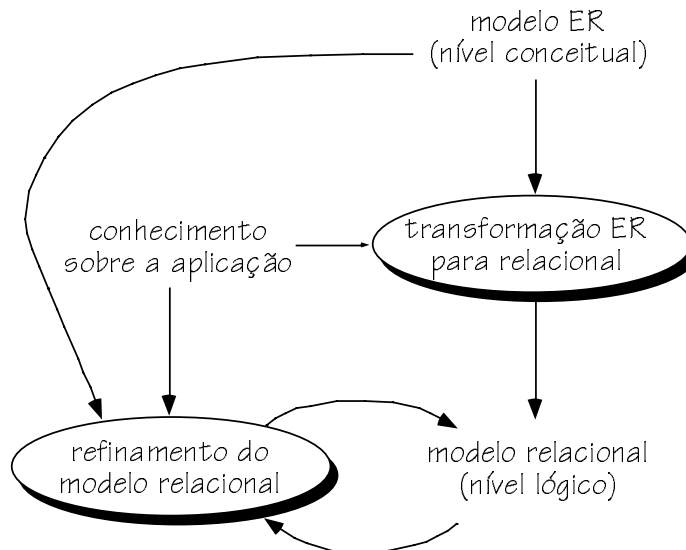 modelo ER
(nível conceitual)
conhecimento
sobre a aplicação
transformação ER
para relacional
refinamento do
modelo relacional
modelo relacional
(nível lógico)